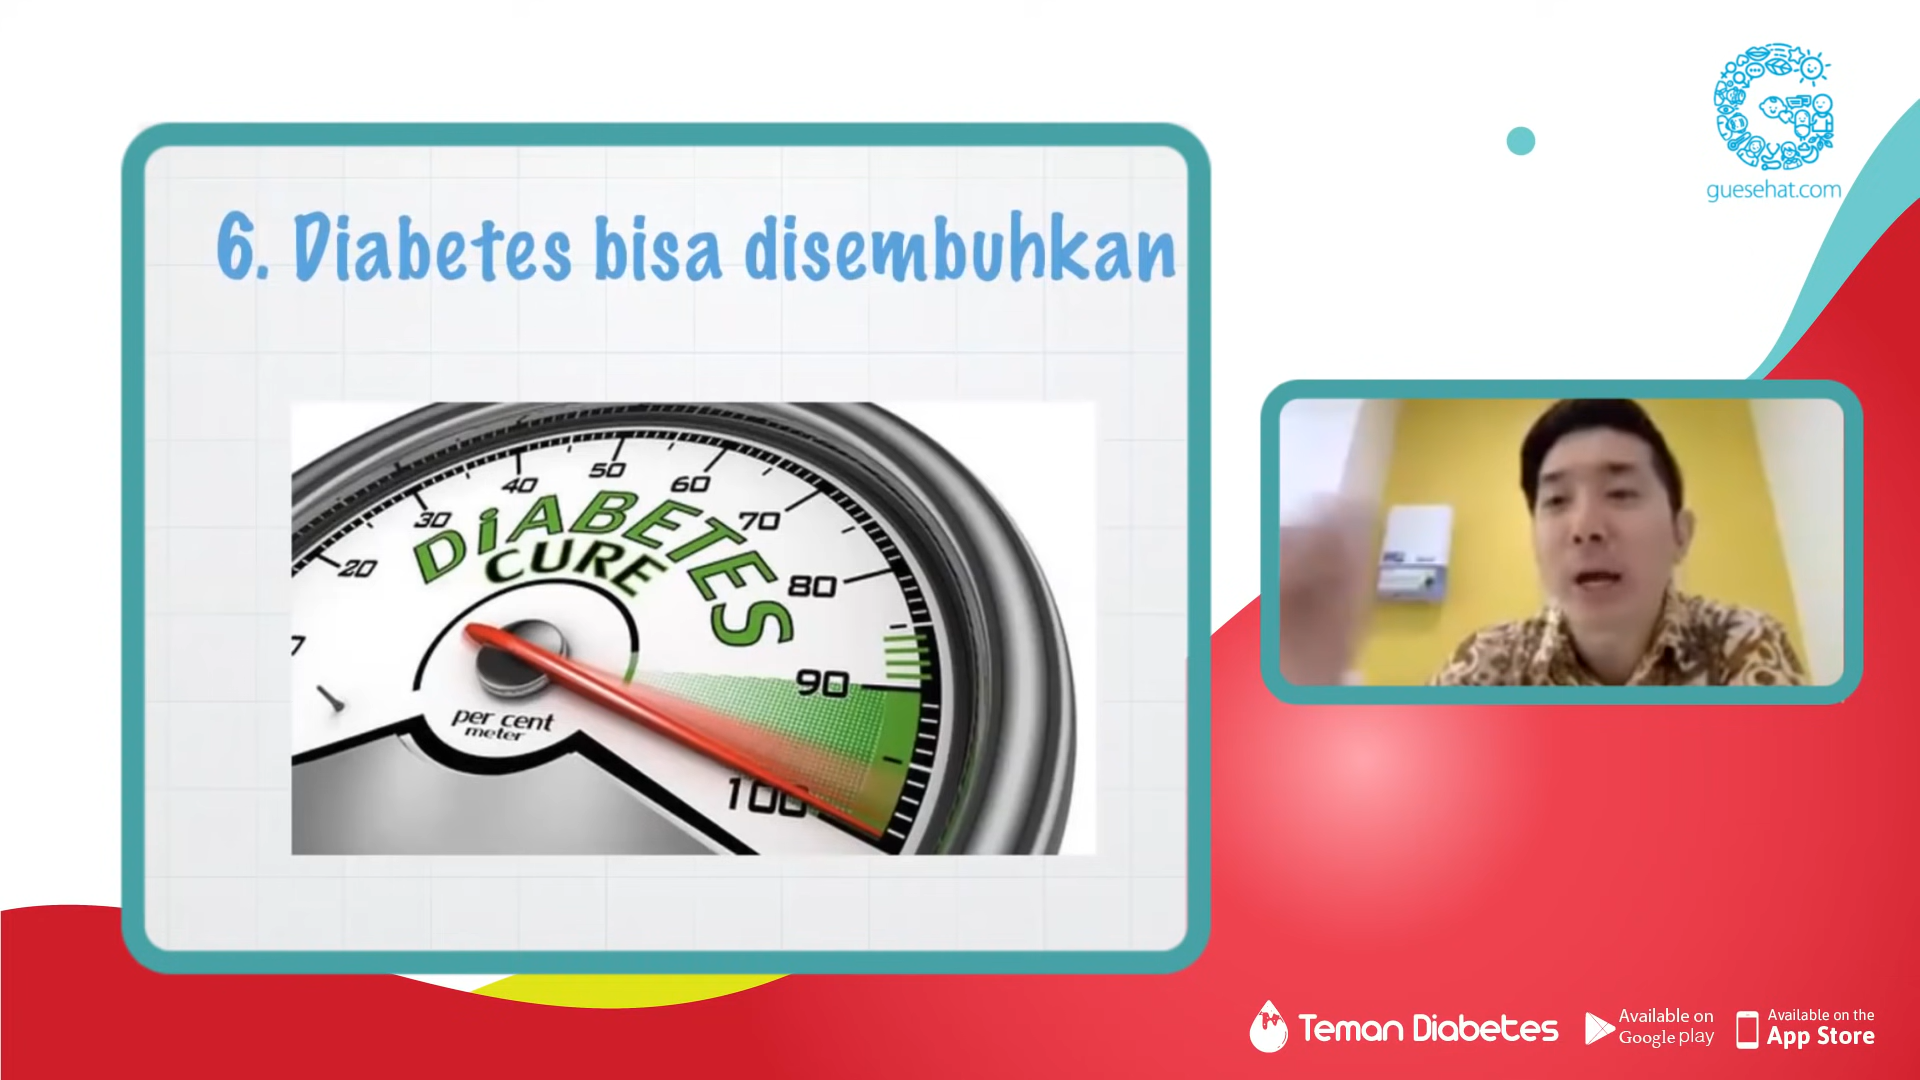 guesehat.com
6. Diabetes bisa disembuhkan
20
30
40
50
60
70
80
90
100
DiABETES
CURE
per cent
meter
Teman Diabetes
Available on
Google play
Available on the
App Store